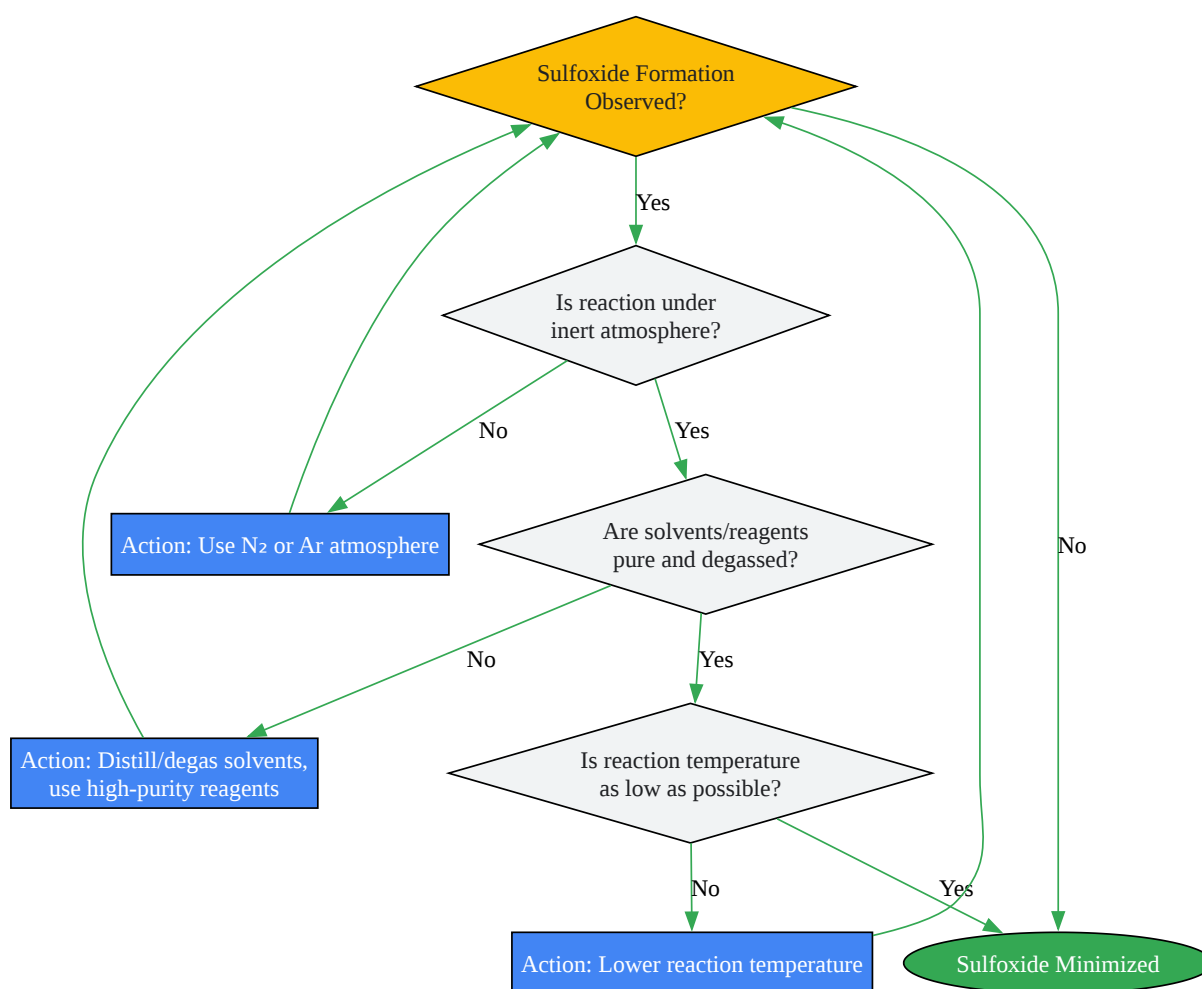 Sulfoxide Formation
Observed?
Yes
Is reaction under
inert atmosphere?
No
Yes
Action: Use N₂ or Ar atmosphere
Are solvents/reagents
pure and degassed?
No
No
Yes
Action: Distill/degas solvents,
use high-purity reagents
Is reaction temperature
as low as possible?
No
Yes
Action: Lower reaction temperature
Sulfoxide Minimized